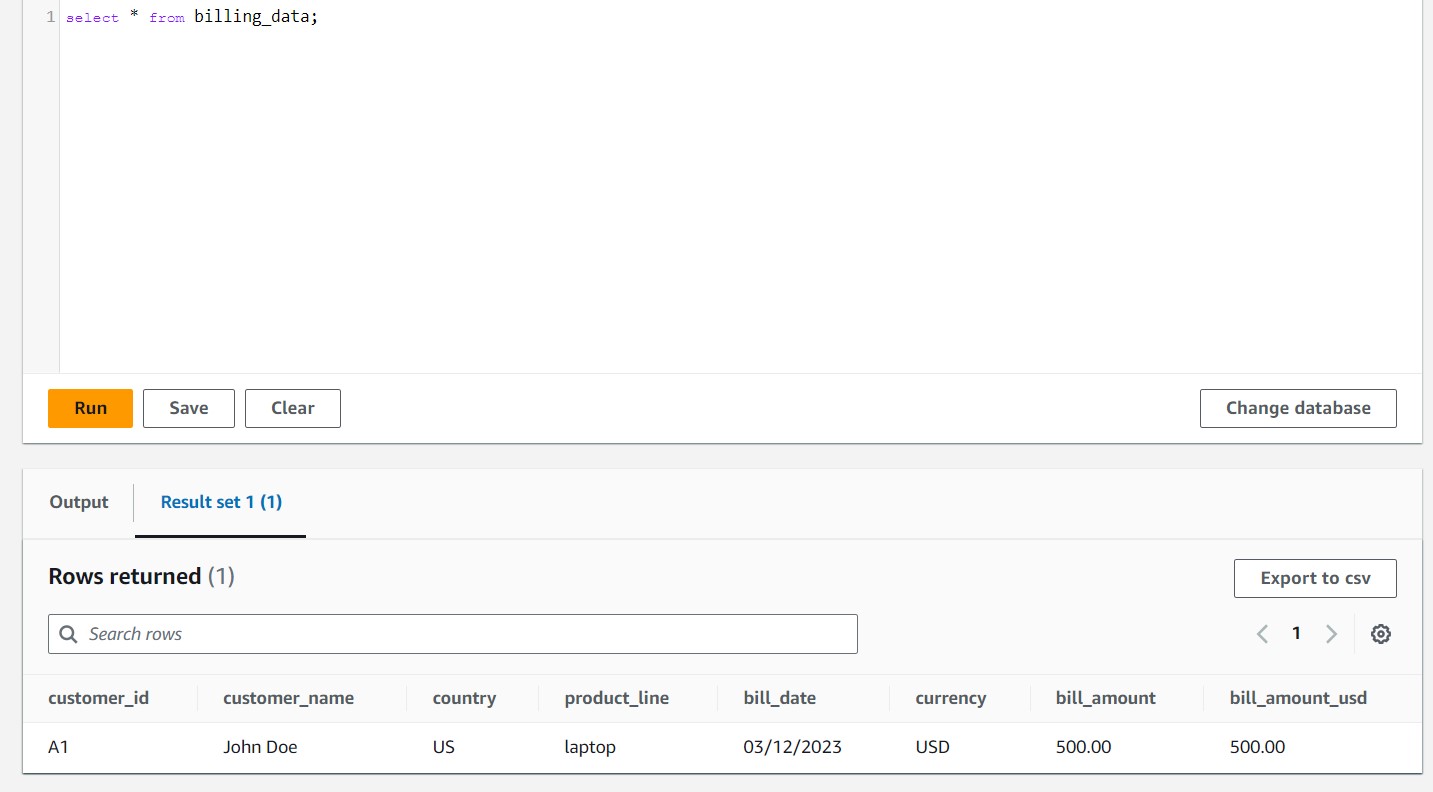 1 select * from billing_data;
Run Save Clear Change database
Output Result set 1 (1)
Rows returned (1) Export to csv
Search rows 1
customer_id customer_name country product_line bill_date currency bill_amount bill_amount_usd
A1 John Doe US laptop 03/12/2023 USD 500.00 500.00